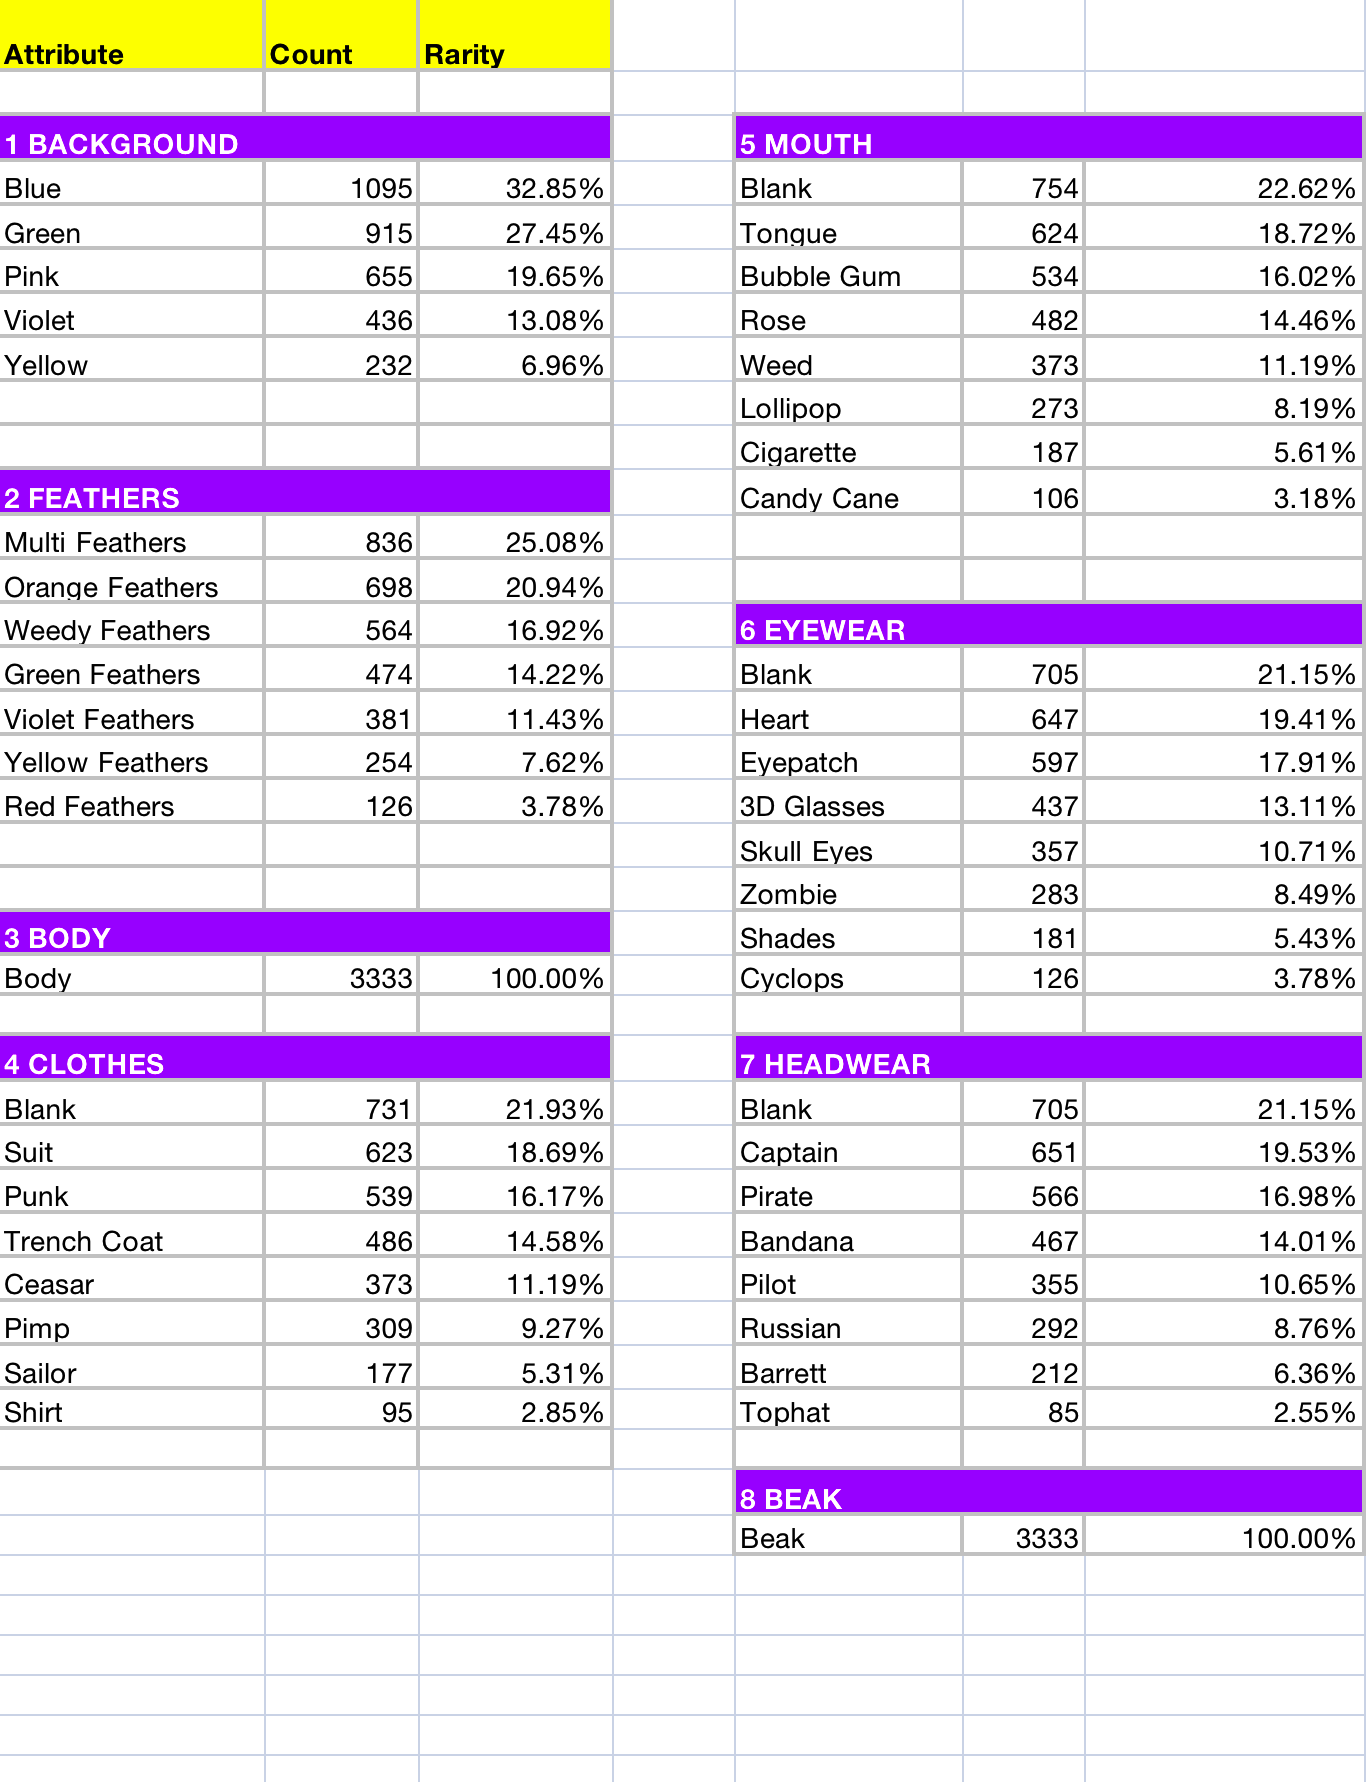 Attribute Count Rarity
1 BACKGROUND
Blue 1095 32.85%
Green 915 27.45%
Pink 655 19.65%
Violet 436 13.08%
Yellow 232 6.96%
2 FEATHERS
Multi Feathers 836 25.08%
Orange Feathers 698 20.94%
Weedy Feathers 564 16.92%
Green Feathers 474 14.22%
Violet Feathers 381 11.43%
Yellow Feathers 254 7.62%
Red Feathers 126 3.78%
3 BODY
Body 3333 100.00%
4 CLOTHES
Blank 731 21.93%
Suit 623 18.69%
Punk 539 16.17%
Trench Coat 486 14.58%
Ceasar 373 11.19%
Pimp 309 9.27%
Sailor 177 5.31%
Shirt 95 2.85%
5 MOUTH
Blank 754 22.62%
Tongue 624 18.72%
Bubble Gum 534 16.02%
Rose 482 14.46%
Weed 373 11.19%
Lollipop 273 8.19%
Cigarette 187 5.61%
Candy Cane 106 3.18%
6 EYEWEAR
Blank 705 21.15%
Heart 647 19.41%
Eyepatch 597 17.91%
3D Glasses 437 13.11%
Skull Eyes 357 10.71%
Zombie 283 8.49%
Shades 181 5.43%
Cyclops 126 3.78%
7 HEADWEAR
Blank 705 21.15%
Captain 651 19.53%
Pirate 566 16.98%
Bandana 467 14.01%
Pilot 355 10.65%
Russian 292 8.76%
Barrett 212 6.36%
Tophat 85 2.55%
8 BEAK
Beak 3333 100.00%